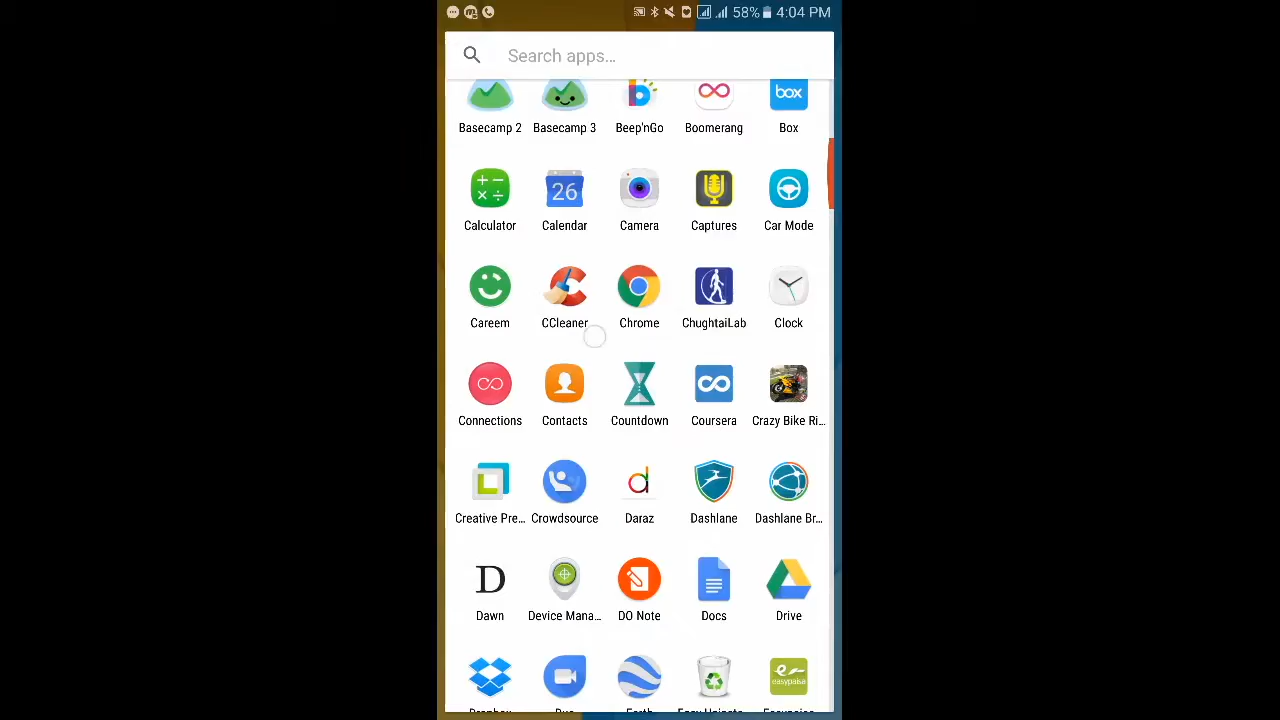 58% 4:04 PM
Search apps...
Basecamp 2 Basecamp 3 Beep'nGo Boomerang Box
box
26
Calculator Calendar Camera Captures Car Mode
Careem CCleaner Chrome ChughtaiLab Clock
Connections Contacts Countdown Coursera Crazy Bike Ri...
Creative Pre... Crowdsource Daraz Dashlane Dashlane Br...
D
Dawn Device Mana... DO Note Docs Drive
easypaisa